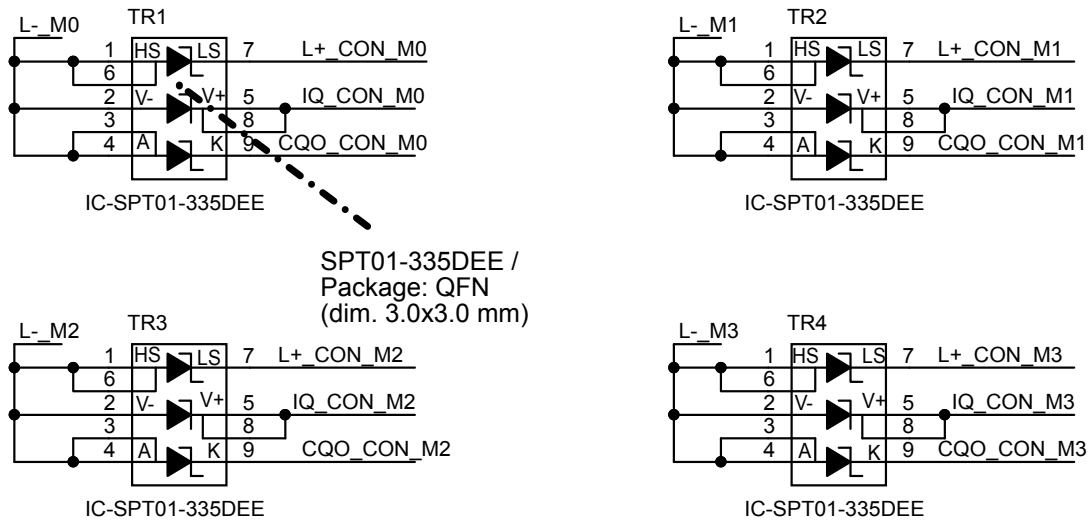 L-_M0 TR1
1 HS LS 7 L+_CON_M0
6
2 V- V+ 5 IQ_CON_M0
3 8
4 A K 9 CQO_CON_M0
IC-SPT01-335DEE
L-_M1 TR2
1 HS LS 7 L+_CON_M1
6
2 V- V+ 5 IQ_CON_M1
3 8
4 A K 9 CQO_CON_M1
IC-SPT01-335DEE
SPT01-335DEE /
Package: QFN
(dim. 3.0x3.0 mm)
L-_M2 TR3
1 HS LS 7 L+_CON_M2
6
2 V- V+ 5 IQ_CON_M2
3 8
4 A K 9 CQO_CON_M2
IC-SPT01-335DEE
L-_M3 TR4
1 HS LS 7 L+_CON_M3
6
2 V- V+ 5 IQ_CON_M3
3 8
4 A K 9 CQO_CON_M3
IC-SPT01-335DEE